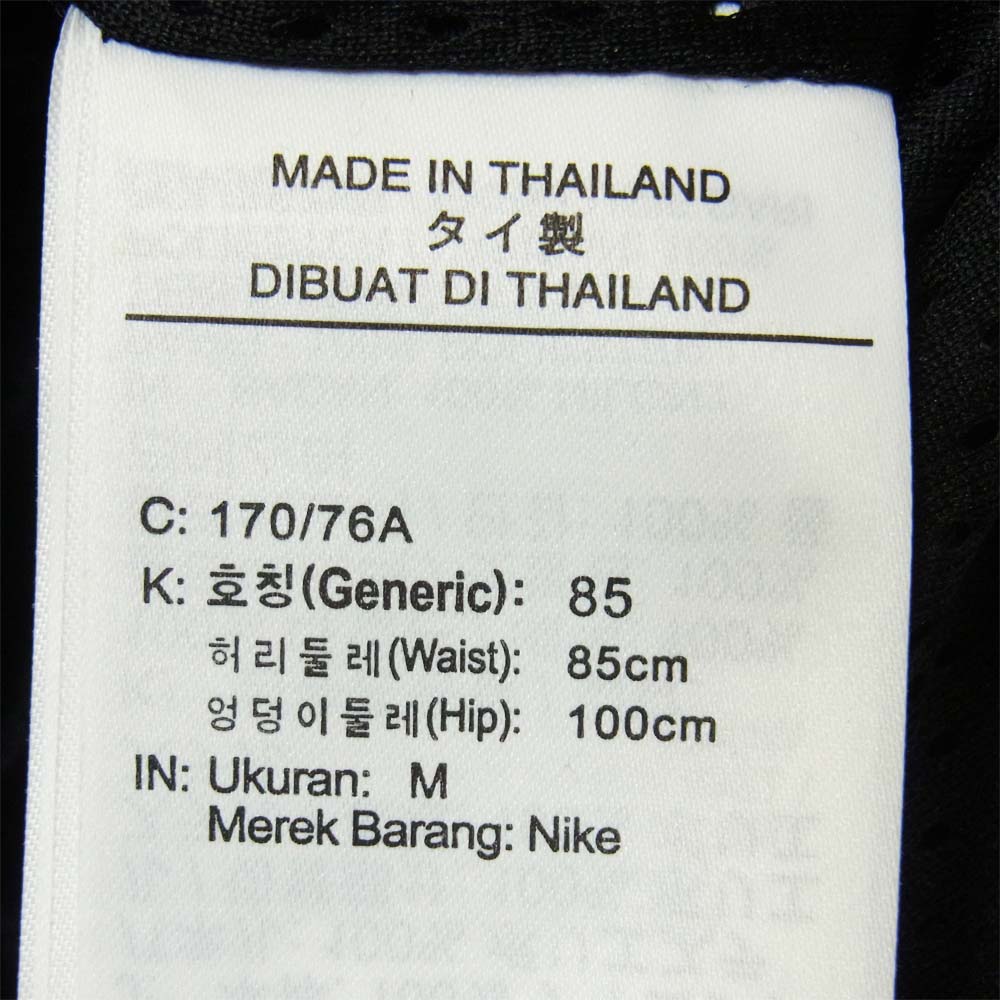 MADE IN THAILAND
タイ製
DIBUAT DI THAILAND
C: 170/76A
K: 호칭(Generic): 85
허리둘레(Waist): 85cm
엉덩이둘레(Hip): 100cm
IN: Ukuran: M
Merek Barang: Nike